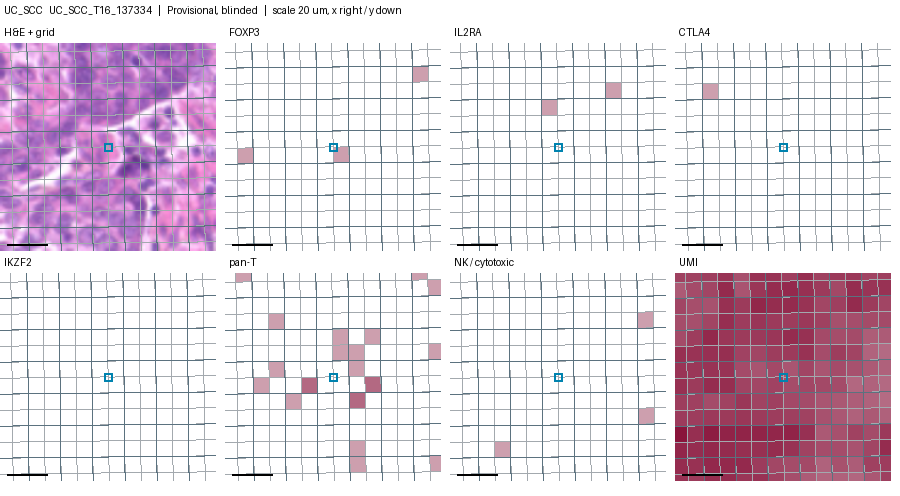 UC_SCC UC_SCC_T16_137334 | Provisional, blinded | scale 20 um, x right / y down
H&E + grid
FOXP3
IL2RA
CTLA4
IKZF2
pan-T
NK / cytotoxic
UMI